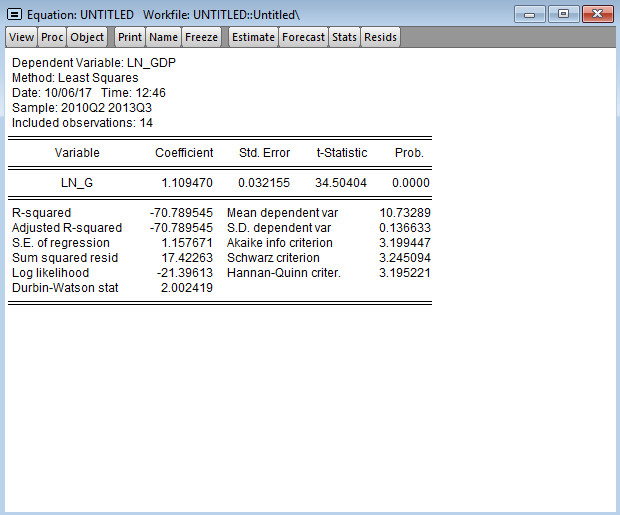 Equation: UNTITLED   Workfile: UNTITLED::Untitled\
View Proc Object Print Name Freeze Estimate Forecast Stats Resids
Dependent Variable: LN_GDP
Method: Least Squares
Date: 10/06/17   Time: 12:46
Sample: 2010Q2 2013Q3
Included observations: 14
Variable Coefficient Std. Error t-Statistic Prob.
LN_G 1.109470 0.032155 34.50404 0.0000
R-squared -70.789545 Mean dependent var 10.73289
Adjusted R-squared -70.789545 S.D. dependent var 0.136633
S.E. of regression 1.157671 Akaike info criterion 3.199447
Sum squared resid 17.42263 Schwarz criterion 3.245094
Log likelihood -21.39613 Hannan-Quinn criter. 3.195221
Durbin-Watson stat 2.002419